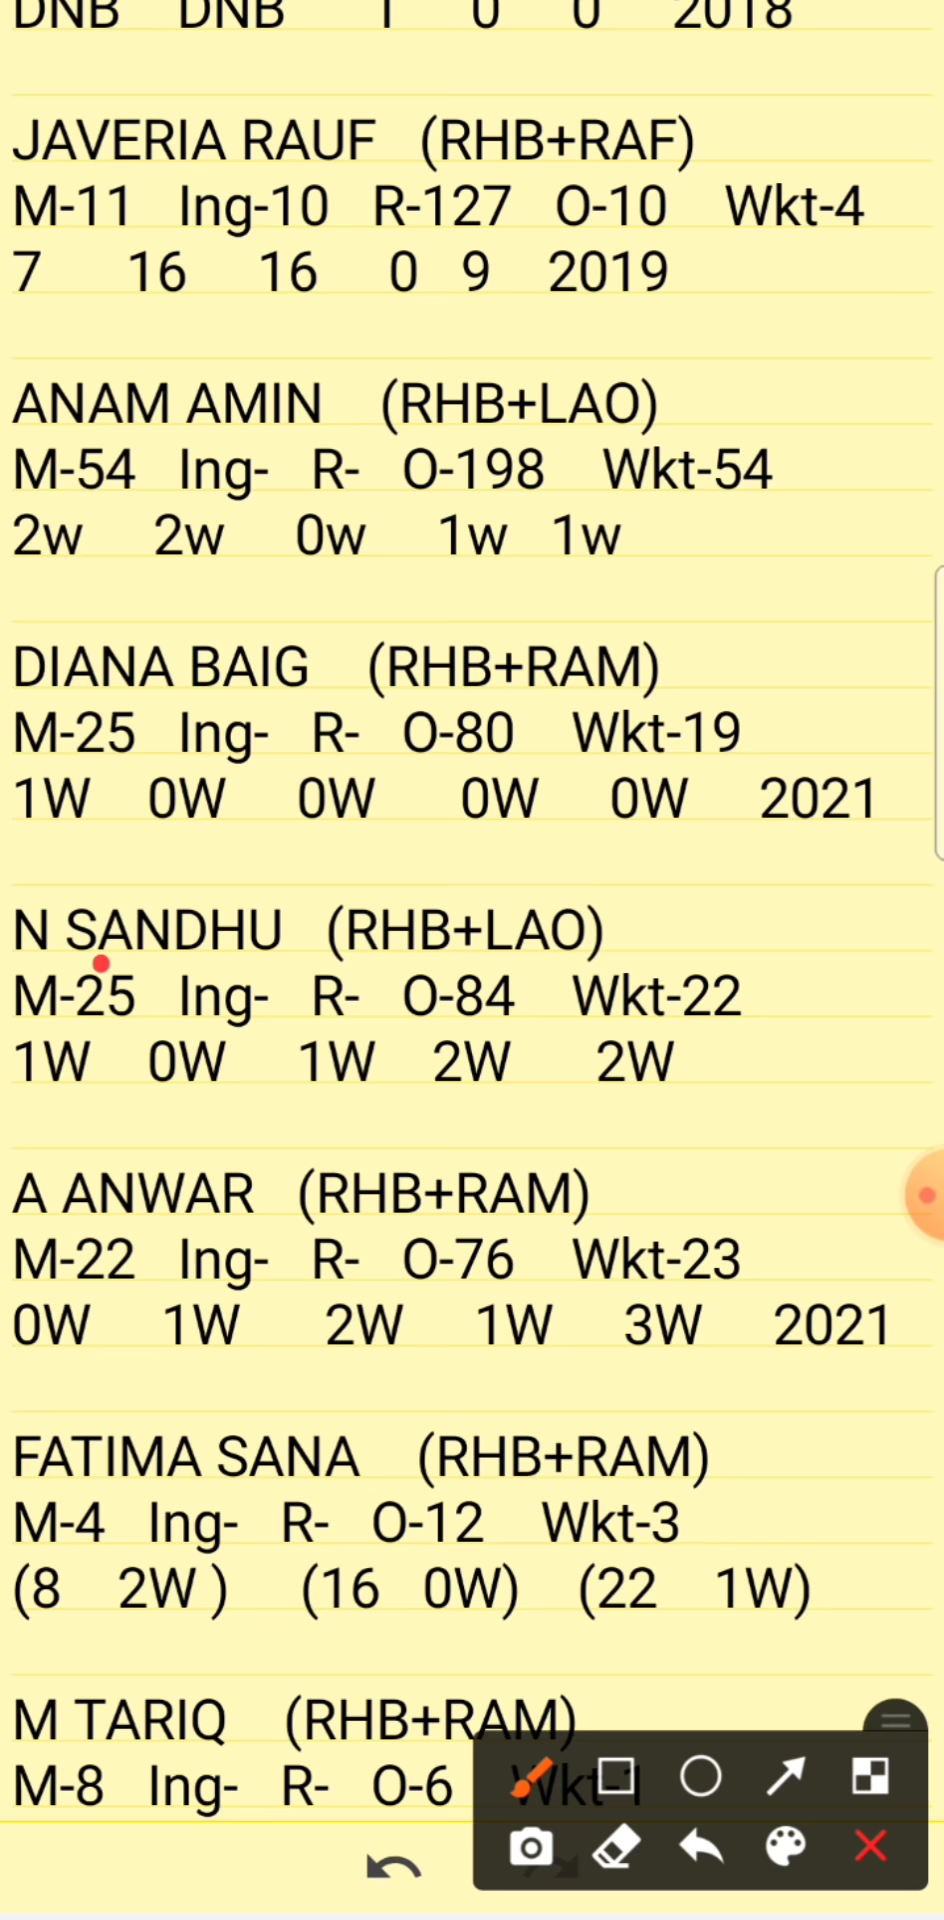 DNB DNB 1 0 0 2018
JAVERIA RAUF (RHB+RAF)
M-11 Ing-10 R-127 O-10 Wkt-4
7 16 16 0 9 2019
ANAM AMIN (RHB+LAO)
M-54 Ing- R- O-198 Wkt-54
2w 2w 0w 1w 1w
DIANA BAIG (RHB+RAM)
M-25 Ing- R- O-80 Wkt-19
1W 0W 0W 0W 0W 2021
N SANDHU (RHB+LAO)
M-25 Ing- R- O-84 Wkt-22
1W 0W 1W 2W 2W
A ANWAR (RHB+RAM)
M-22 Ing- R- O-76 Wkt-23
0W 1W 2W 1W 3W 2021
FATIMA SANA (RHB+RAM)
M-4 Ing- R- O-12 Wkt-3
(8 2W ) (16 0W) (22 1W)
M TARIQ (RHB+RAM)
M-8 Ing- R- O-6 Wkt-1